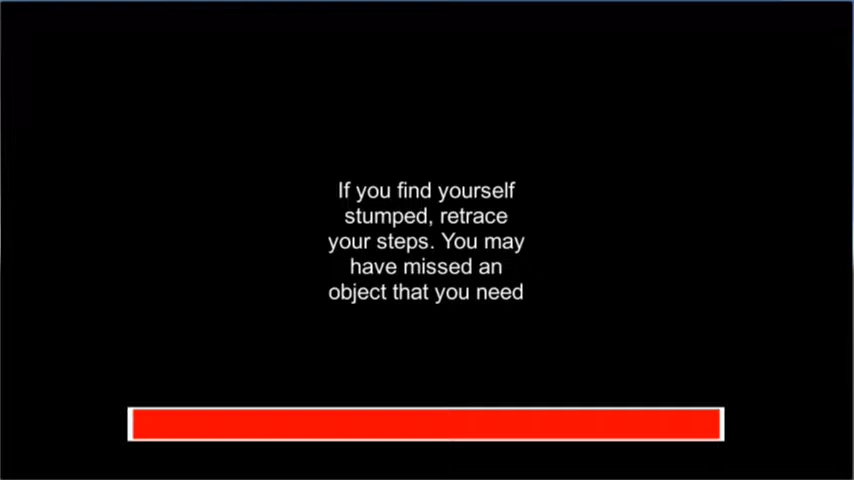 If you find yourself
stumped, retrace
your steps. You may
have missed an
object that you need